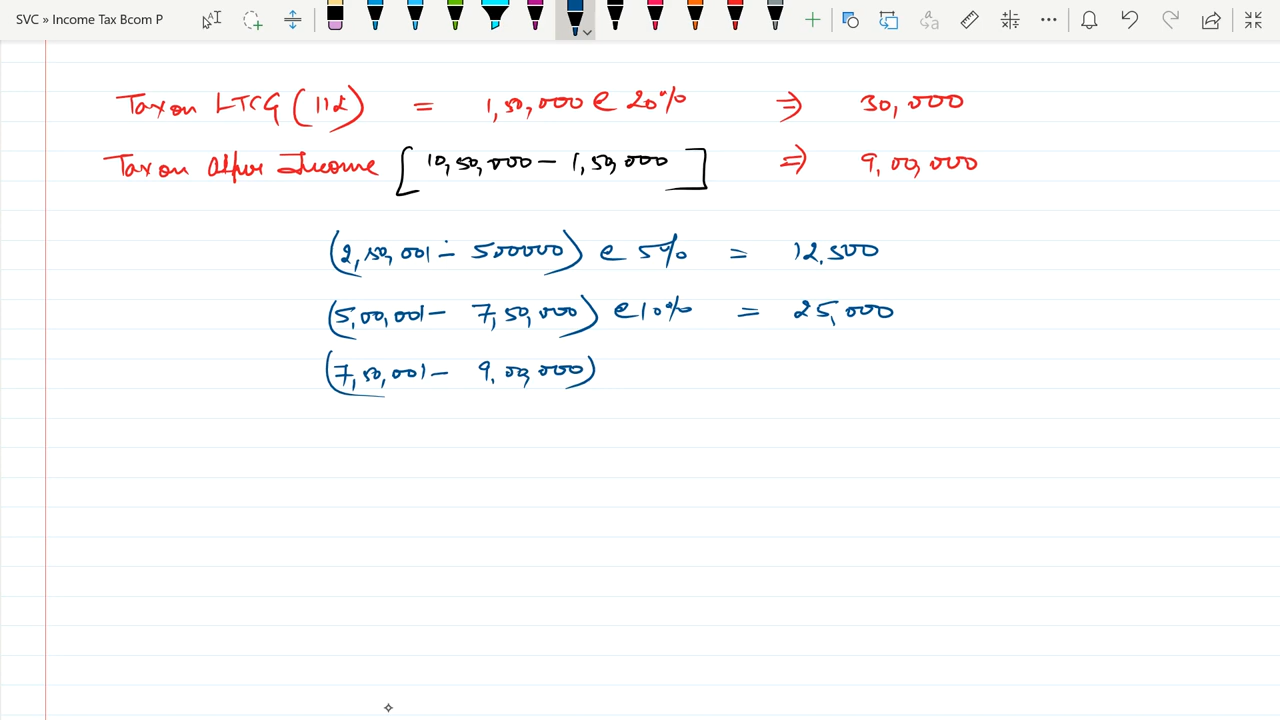 SVC » Income Tax Bcom P
Tax on LTCG (112) = 1,50,000 @ 20% ⇒ 30,000
Tax on Other Income [10,50,000 – 1,50,000] ⇒ 9,00,000
(2,50,001 – 500000) @ 5% = 12,500
(5,00,001 – 7,50,000) @ 10% = 25,000
(7,50,001 – 9,00,000)